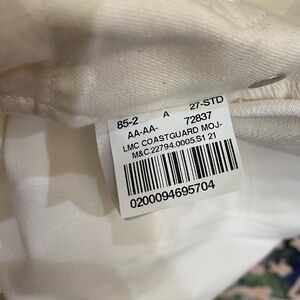 85-2 A 27-STD
AA-AA- 72837
LMC COASTGUARD MOJ-
M&C.22794.0005.S1 21
0200094695704